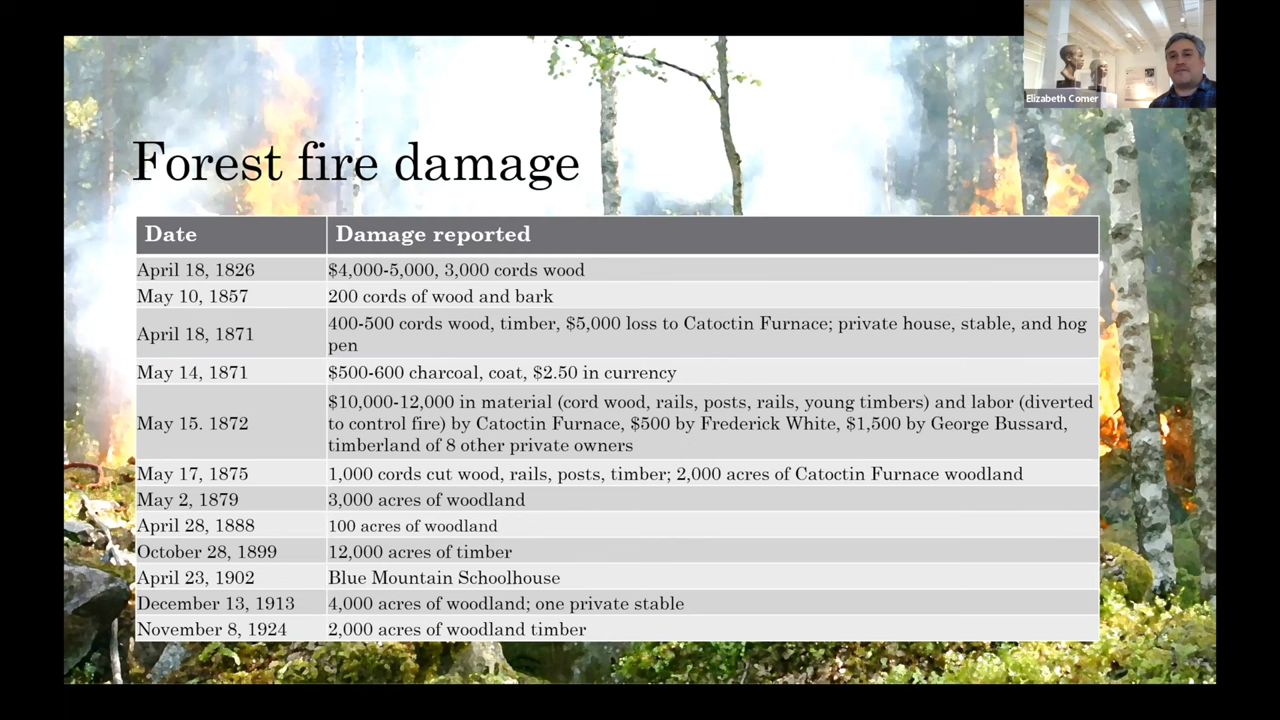 Elizabeth Comer
Forest fire damage
Date Damage reported
April 18, 1826 $4,000-5,000, 3,000 cords wood
May 10, 1857 200 cords of wood and bark
April 18, 1871 400-500 cords wood, timber, $5,000 loss to Catoctin Furnace; private house, stable, and hog
pen
May 14, 1871 $500-600 charcoal, coat, $2.50 in currency
May 15. 1872 $10,000-12,000 in material (cord wood, rails, posts, rails, young timbers) and labor (diverted
to control fire) by Catoctin Furnace, $500 by Frederick White, $1,500 by George Bussard,
timberland of 8 other private owners
May 17, 1875 1,000 cords cut wood, rails, posts, timber; 2,000 acres of Catoctin Furnace woodland
May 2, 1879 3,000 acres of woodland
April 28, 1888 100 acres of woodland
October 28, 1899 12,000 acres of timber
April 23, 1902 Blue Mountain Schoolhouse
December 13, 1913 4,000 acres of woodland; one private stable
November 8, 1924 2,000 acres of woodland timber